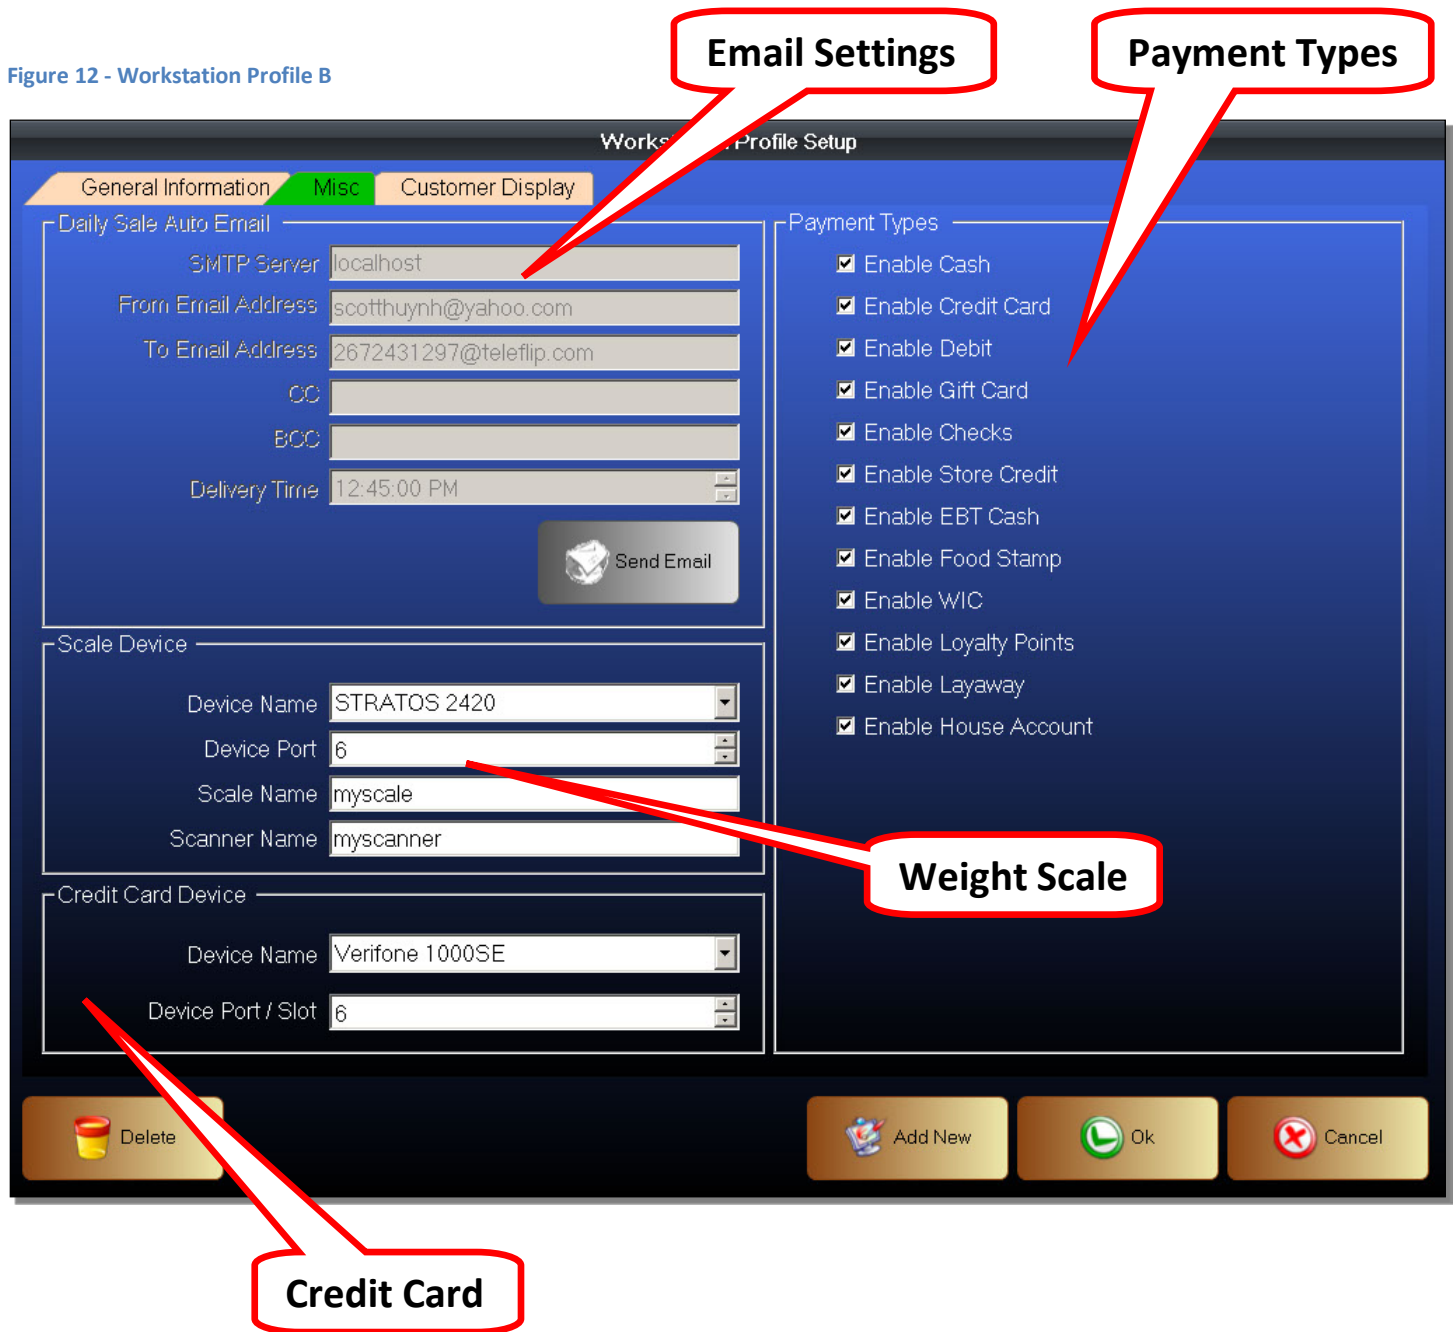 Email Settings
Payment Types
Figure 12 - Workstation Profile B
Profile Setup
General Information
Misc
Customer Display
Daily Sale Auto Email
SMTP Server localhost
From Email Address scotthuynh@yahoo.com
To Email Address 2672431297@teleflip.com
CC
BCC
Delivery Time 12:45:00 PM
Send Email
Scale Device
Device Name STRATOS 2420
Device Port 6
Scale Name myscale
Scanner Name myscanner
Credit Card Device
Device Name Verifone 1000SE
Device Port / Slot 6
Payment Types
Enable Cash
Enable Credit Card
Enable Debit
Enable Gift Card
Enable Checks
Enable Store Credit
Enable EBT Cash
Enable Food Stamp
Enable WIC
Enable Loyalty Points
Enable Layaway
Enable House Account
Weight Scale
Delete
Add New
Ok
Cancel
Credit Card